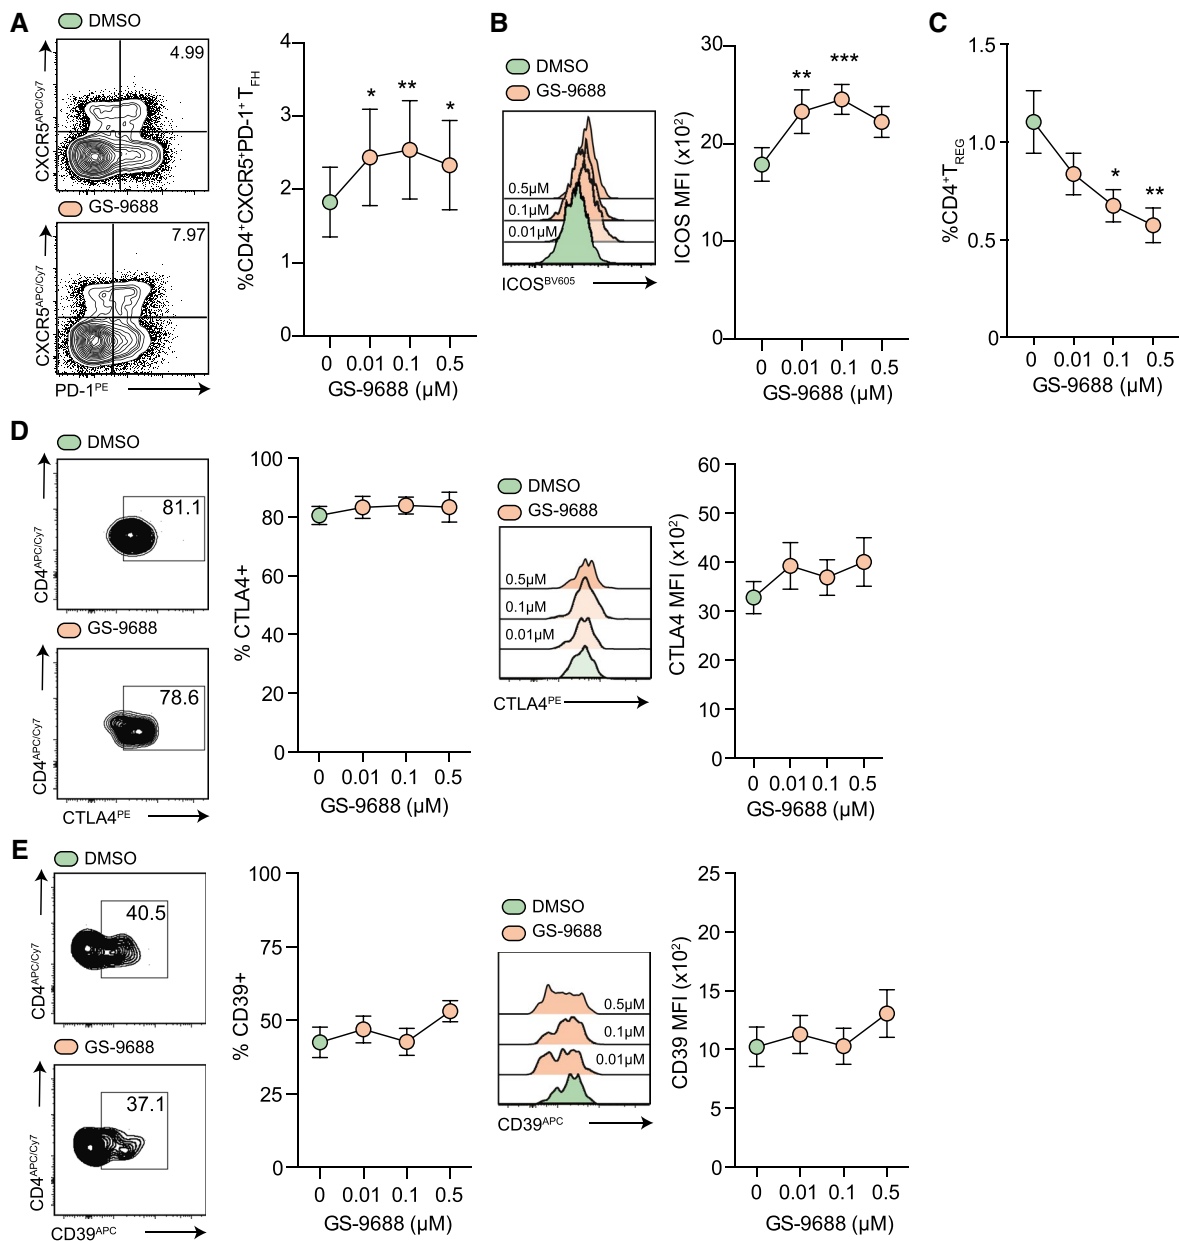 A
DMSO
4.99
CXCR5APC/Cy7
GS-9688
7.97
CXCR5APC/Cy7
PD-1PE
%CD4+CXCR5+PD-1+ TFH
4
3
2
1
0
*
**
*
0 0.01 0.1 0.5
GS-9688 (µM)
B
DMSO
GS-9688
0.5µM
0.1µM
0.01µM
ICOSBV605
ICOS MFI (x10²)
30
20
10
0
**
***
0 0.01 0.1 0.5
GS-9688 (µM)
C
%CD4+TREG
1.5
1.0
0.5
0
*
**
0 0.01 0.1 0.5
GS-9688 (µM)
D
DMSO
81.1
CD4APC/Cy7
GS-9688
78.6
CD4APC/Cy7
CTLA4PE
% CTLA4+
100
80
60
40
20
0
0 0.01 0.1 0.5
GS-9688 (µM)
DMSO
GS-9688
0.5µM
0.1µM
0.01µM
CTLA4PE
CTLA4 MFI (x10²)
60
50
40
30
20
10
0
0 0.01 0.1 0.5
GS-9688 (µM)
E
DMSO
40.5
CD4APC/Cy7
GS-9688
37.1
CD4APC/Cy7
CD39APC
% CD39+
100
75
50
25
0
0 0.01 0.1 0.5
GS-9688 (µM)
DMSO
GS-9688
0.5µM
0.1µM
0.01µM
CD39APC
CD39 MFI (x10²)
25
20
15
10
5
0
0 0.01 0.1 0.5
GS-9688 (µM)